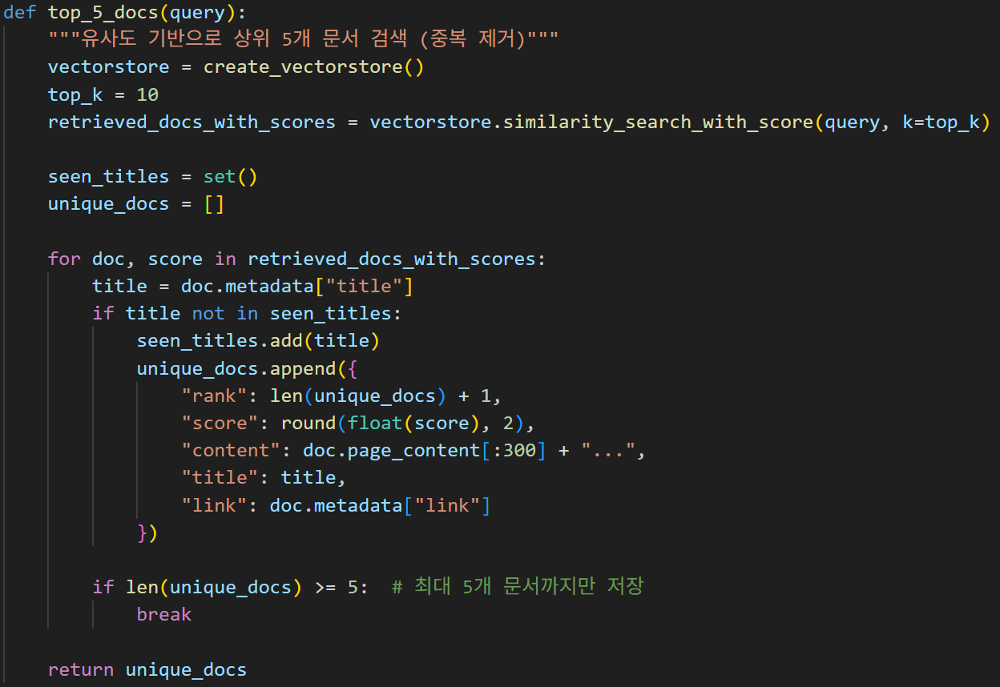 def top_5_docs(query):
    """유사도 기반으로 상위 5개 문서 검색 (중복 제거)"""
    vectorstore = create_vectorstore()
    top_k = 10
    retrieved_docs_with_scores = vectorstore.similarity_search_with_score(query, k=top_k)

    seen_titles = set()
    unique_docs = []

    for doc, score in retrieved_docs_with_scores:
        title = doc.metadata["title"]
        if title not in seen_titles:
            seen_titles.add(title)
            unique_docs.append({
                "rank": len(unique_docs) + 1,
                "score": round(float(score), 2),
                "content": doc.page_content[:300] + "...",
                "title": title,
                "link": doc.metadata["link"]
            })

        if len(unique_docs) >= 5:  # 최대 5개 문서까지만 저장
            break

    return unique_docs